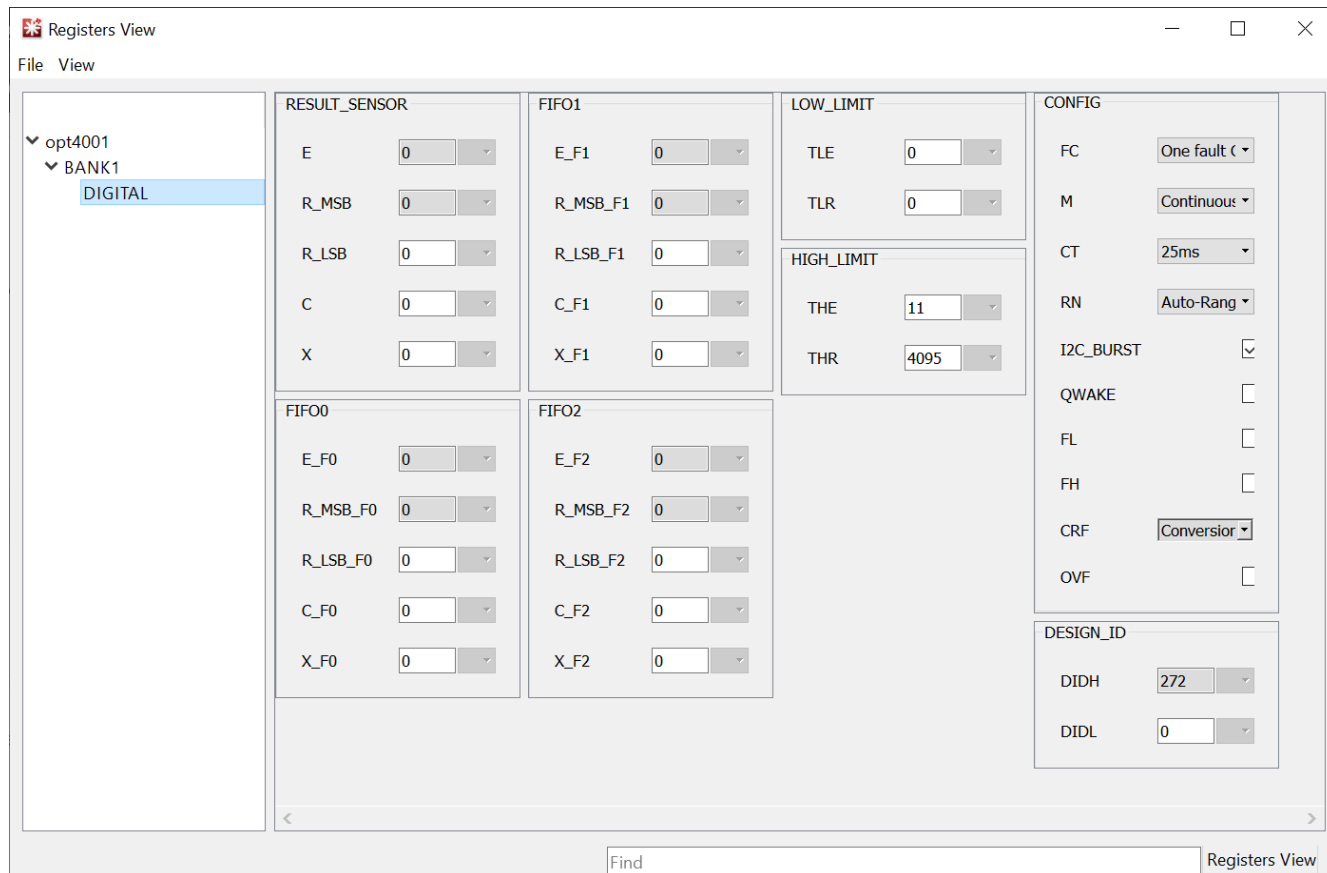 Registers View
File View
opt4001
BANK1
DIGITAL
RESULT_SENSOR
E 0
R_MSB 0
R_LSB 0
C 0
X 0
FIFO0
E_F0 0
R_MSB_F0 0
R_LSB_F0 0
C_F0 0
X_F0 0
FIFO1
E_F1 0
R_MSB_F1 0
R_LSB_F1 0
C_F1 0
X_F1 0
FIFO2
E_F2 0
R_MSB_F2 0
R_LSB_F2 0
C_F2 0
X_F2 0
LOW_LIMIT
TLE 0
TLR 0
HIGH_LIMIT
THE 11
THR 4095
CONFIG
FC One fault (
M Continuous
CT 25ms
RN Auto-Rang
I2C_BURST
QWAKE
FL
FH
CRF Conversion
OVF
DESIGN_ID
DIDH 272
DIDL 0
Find
Registers View